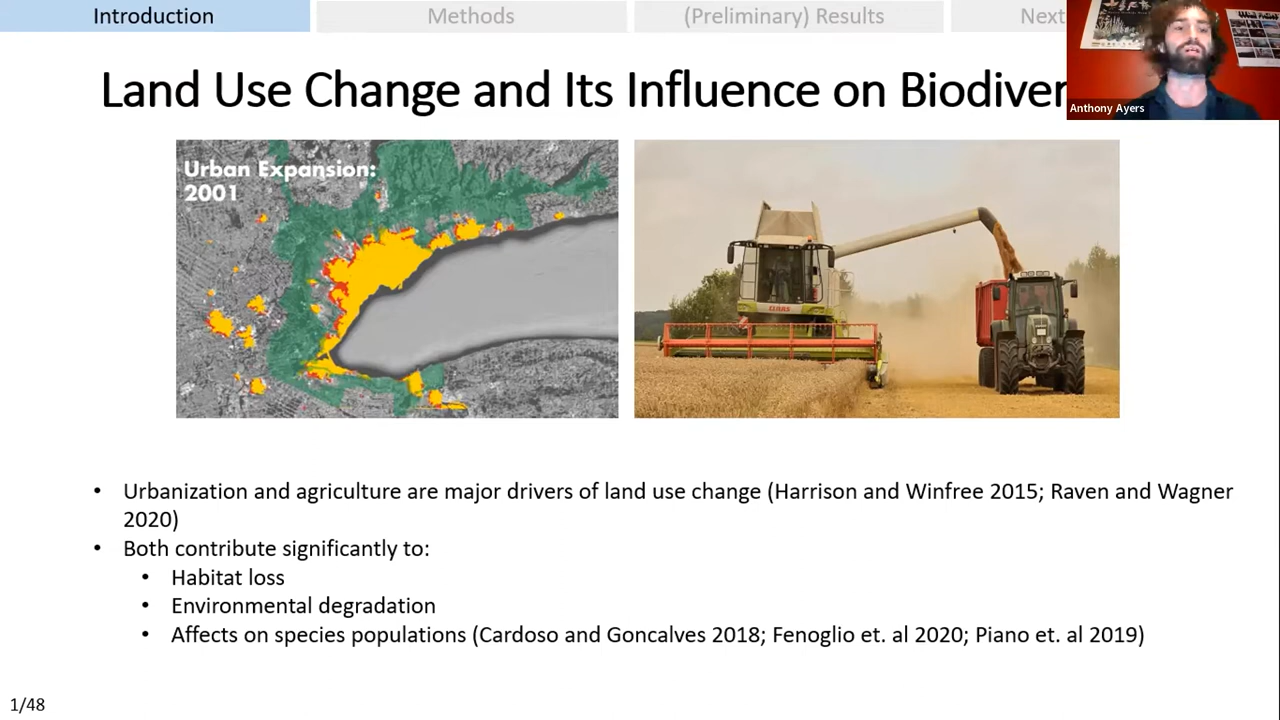 Introduction
Methods
(Preliminary) Results
Next
Anthony Ayers
Land Use Change and Its Influence on Biodiver
Urban Expansion:
2001
CLAAS
• Urbanization and agriculture are major drivers of land use change (Harrison and Winfree 2015; Raven and Wagner
2020)
• Both contribute significantly to:
• Habitat loss
• Environmental degradation
• Affects on species populations (Cardoso and Goncalves 2018; Fenoglio et. al 2020; Piano et. al 2019)
1/48